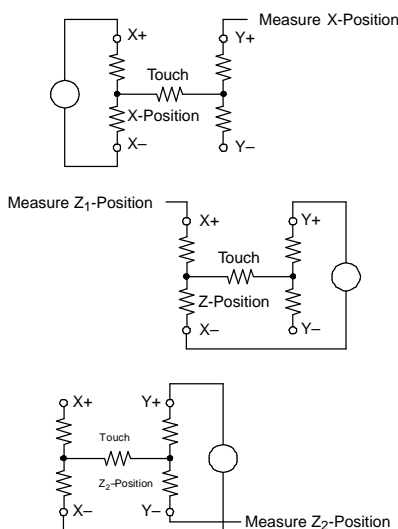 Measure X-Position
X+ Y+
Touch
X-Position
X– Y–
Measure Z1-Position
X+ Y+
Touch
Z-Position
X– Y–
X+ Y+
Touch
Z2-Position
X– Y–
Measure Z2-Position